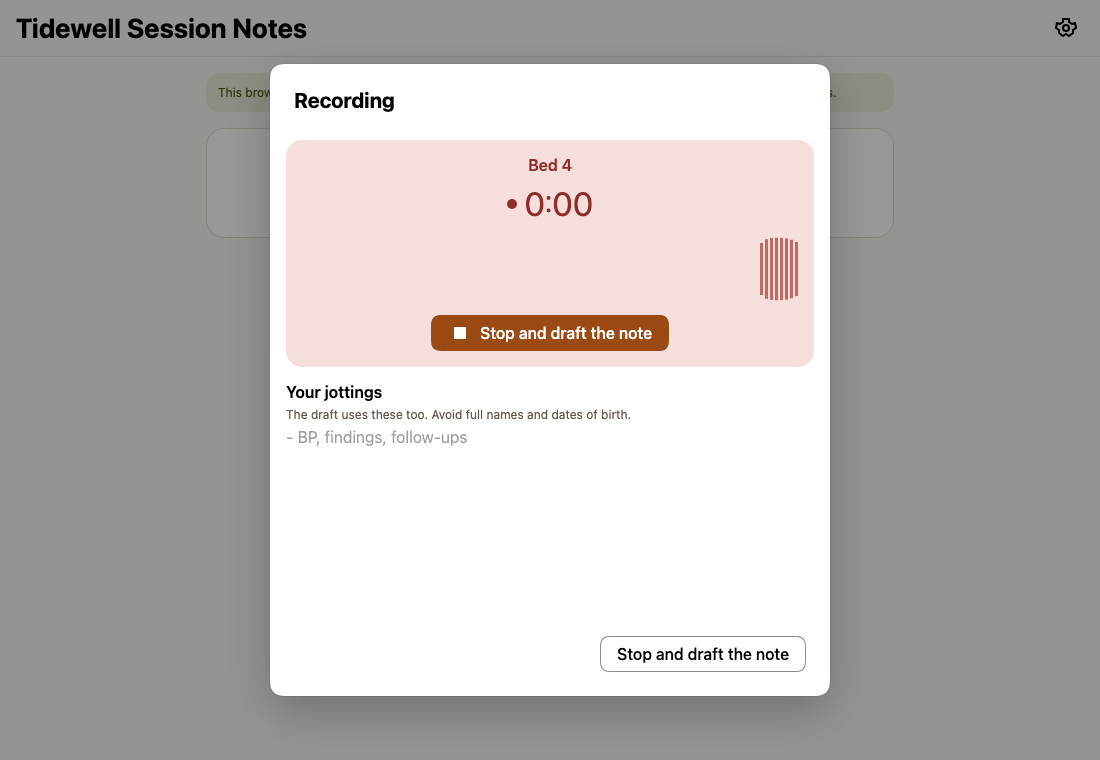 Tidewell Session Notes
This
s.
Recording
Bed 4
0:00
Stop and draft the note
Your jottings
The draft uses these too. Avoid full names and dates of birth.
- BP, findings, follow-ups
Stop and draft the note